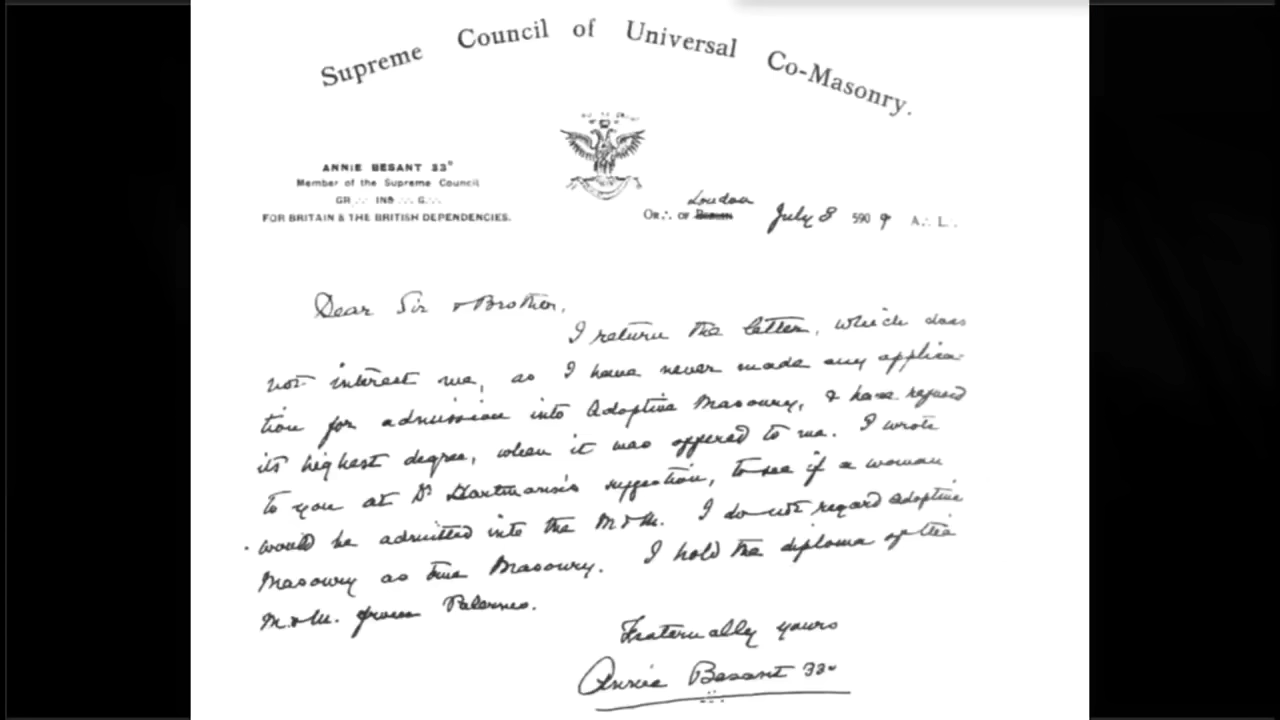 Supreme Council of Universal Co-Masonry.
ANNIE BESANT 33°
Member of the Supreme Council
GR∴ INS∴ G∴
FOR BRITAIN & THE BRITISH DEPENDENCIES.
London
OR∴ OF July 8 5909 A∴ L∴
Dear Sir & Brother,
I return the letter, which does
not interest me, as I have never made any applica-
tion for admission into Adoptive Masonry, & have refused
its highest degree, when it was offered to me. I wrote
to you at Dr Hartmann's suggestion, to see if a woman
would be admitted into the M & M. I do not regard Adoptive
Masonry as true Masonry. I hold the diploma of the
M. & M. from Palermo.
Fraternally yours
Annie Besant 33°